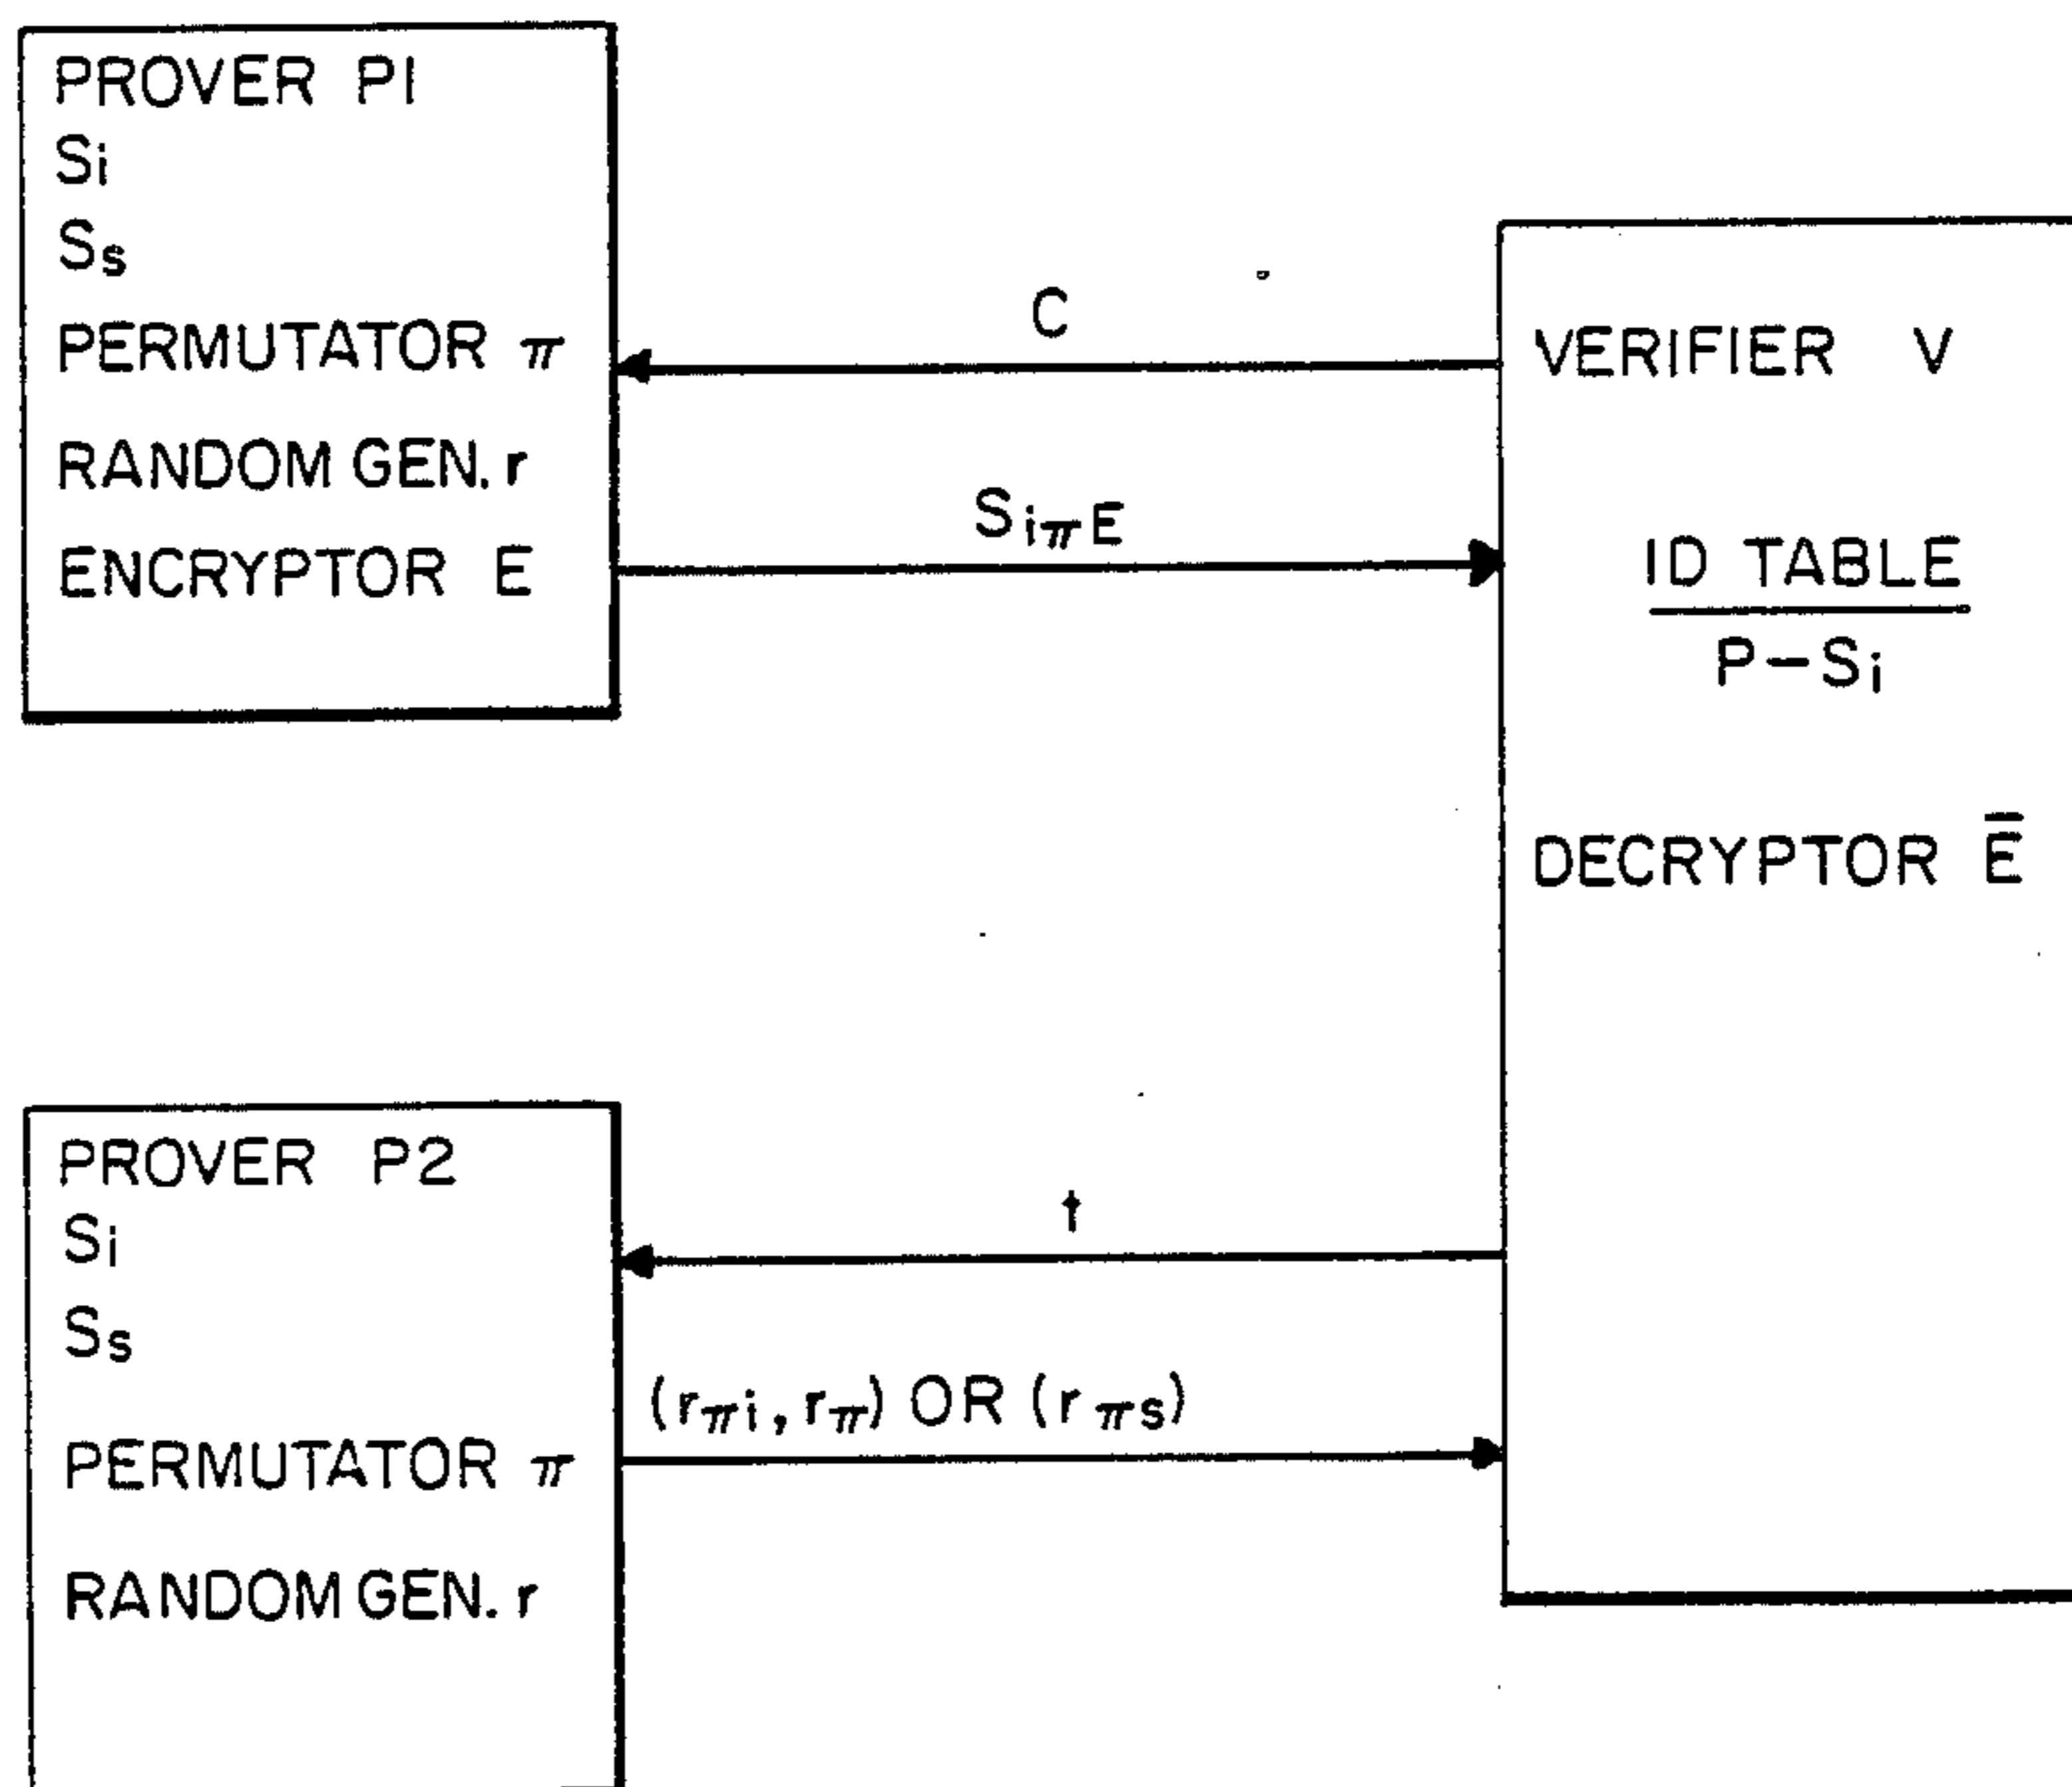 PROVER P1
Si
Ss
PERMUTATOR π
RANDOM GEN. r
ENCRYPTOR E
C
SiπE
VERIFIER V
ID TABLE
P-Si
DECRYPTOR Ē
PROVER P2
Si
Ss
PERMUTATOR π
RANDOM GEN. r
t
(rπi, rπ) OR (rπs)